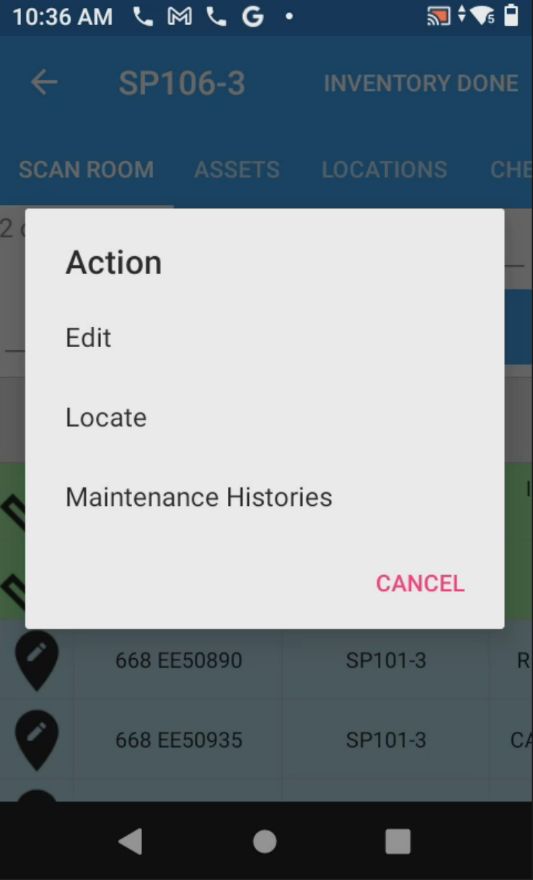 10:36 AM G 5
SP106-3 INVENTORY DONE
SCAN ROOM ASSETS LOCATIONS CHE
2
Action
Edit
Locate
Maintenance Histories
CANCEL
668 EE50890 SP101-3 R
668 EE50935 SP101-3 CA